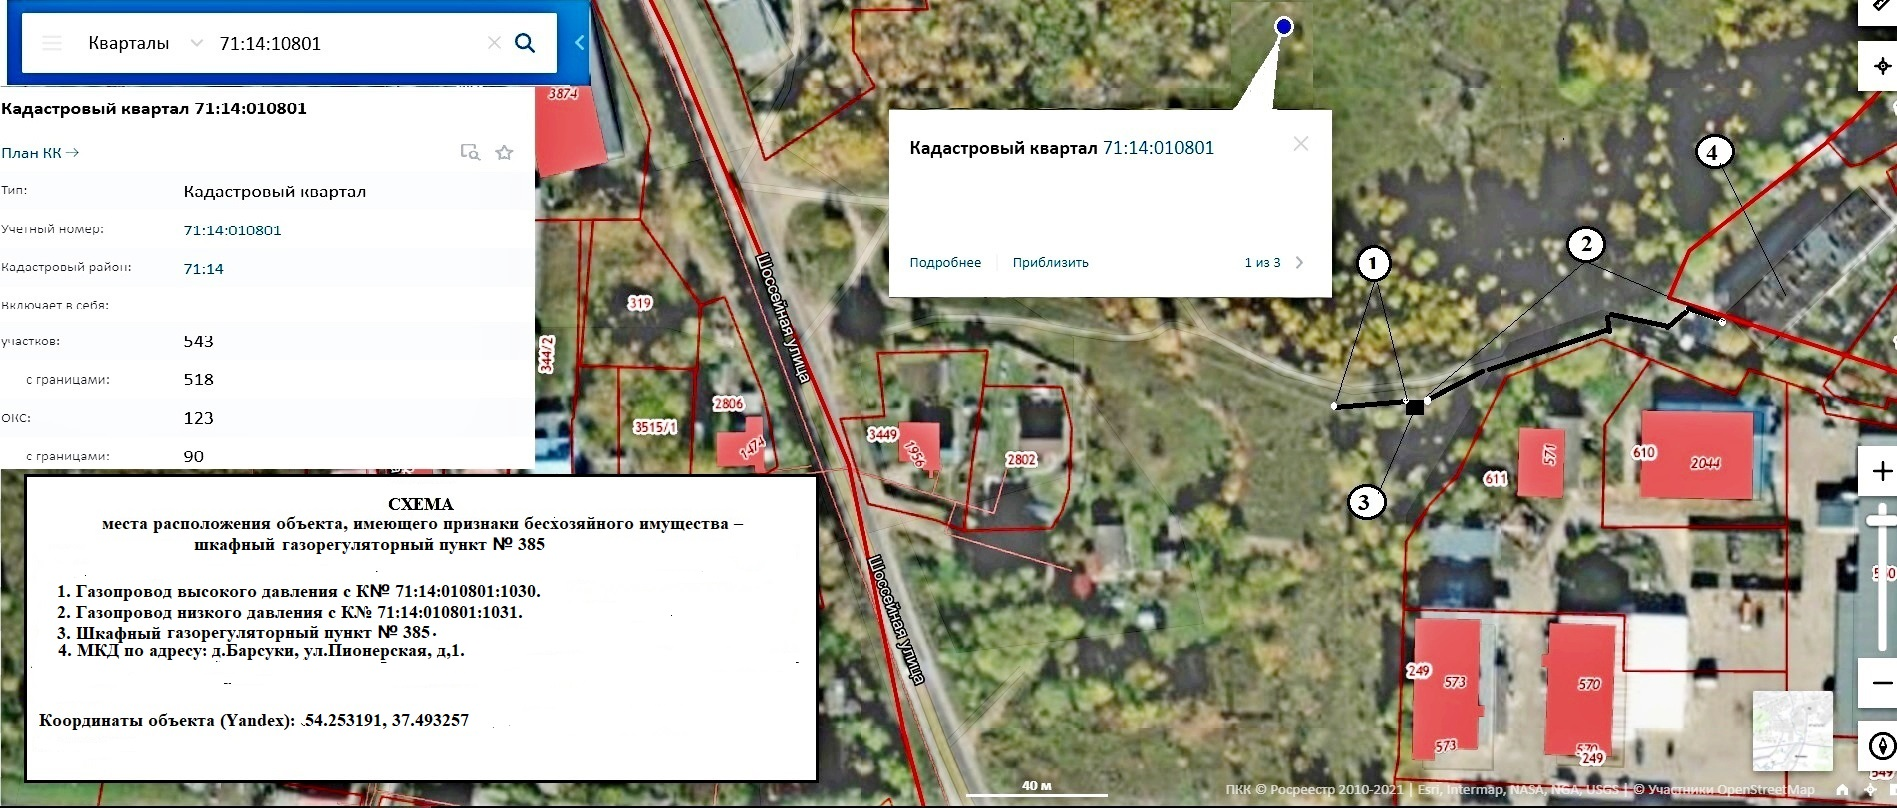 Кварталы 71:14:10801
Кадастровый квартал 71:14:010801
План КК →
Тип: Кадастровый квартал
Учетный номер: 71:14:010801
Кадастровый район: 71:14
Включает в себя:
участков: 543
с границами: 518
ОКС: 123
с границами: 90
СХЕМА
места расположения объекта, имеющего признаки бесхозяйного имущества –
шкафный газорегуляторный пункт № 385
1. Газопровод высокого давления с К№ 71:14:010801:1030.
2. Газопровод низкого давления с К№ 71:14:010801:1031.
3. Шкафный газорегуляторный пункт № 385.
4. МКД по адресу: д.Барсуки, ул.Пионерская, д,1.
Координаты объекта (Yandex): 54.253191, 37.493257
Кадастровый квартал 71:14:010801
Подробнее Приблизить 1 из 3
3874
319
344/2
2806
3515/1
1474
Шоссейная улица
3449
1956
2802
Шоссейная улица
1
2
4
3
571
611
610
2044
249
573
573
570
570
249
549
40 м
ПКК © Росреестр 2010-2021 | Esri, Intermap, NASA, NGA, USGS | © Участники OpenStreetMap